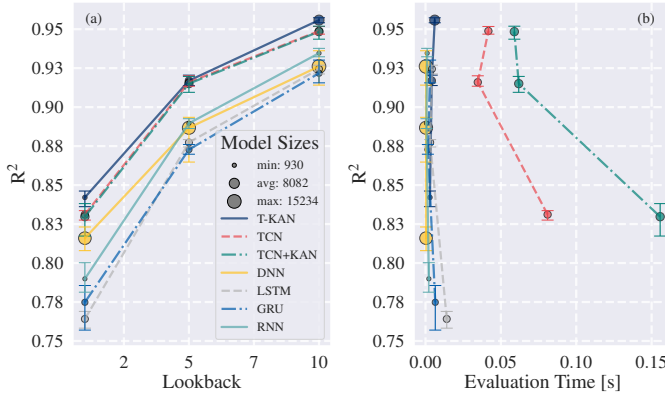 (a)
R²
0.95
0.93
0.90
0.88
0.85
0.82
0.80
0.78
0.75
2
5
7
10
Lookback
Model Sizes
min: 930
avg: 8082
max: 15234
T-KAN
TCN
TCN+KAN
DNN
LSTM
GRU
RNN
(b)
R²
0.95
0.93
0.90
0.88
0.85
0.82
0.80
0.78
0.75
0.00
0.05
0.10
0.15
Evaluation Time [s]